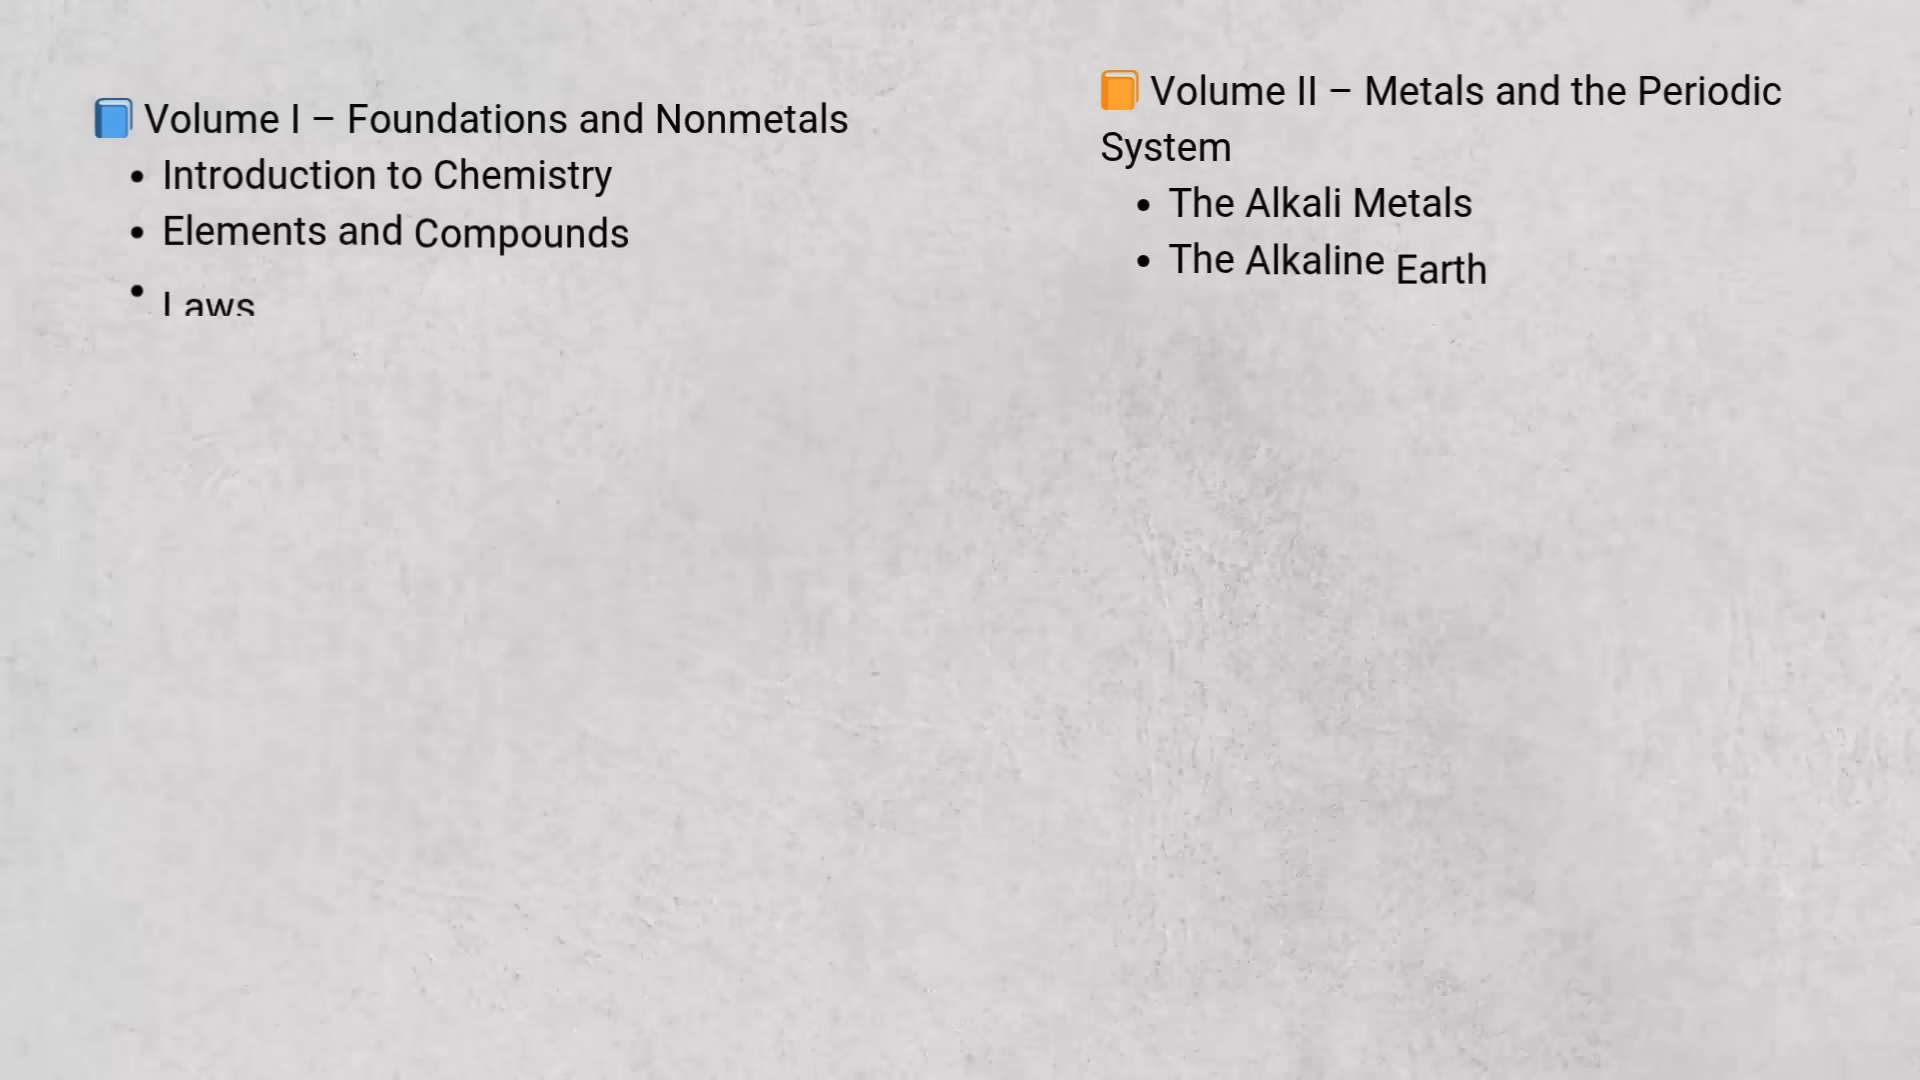 📘 Volume I – Foundations and Nonmetals
• Introduction to Chemistry
• Elements and Compounds
• Laws
📙 Volume II – Metals and the Periodic
System
• The Alkali Metals
• The Alkaline Earth